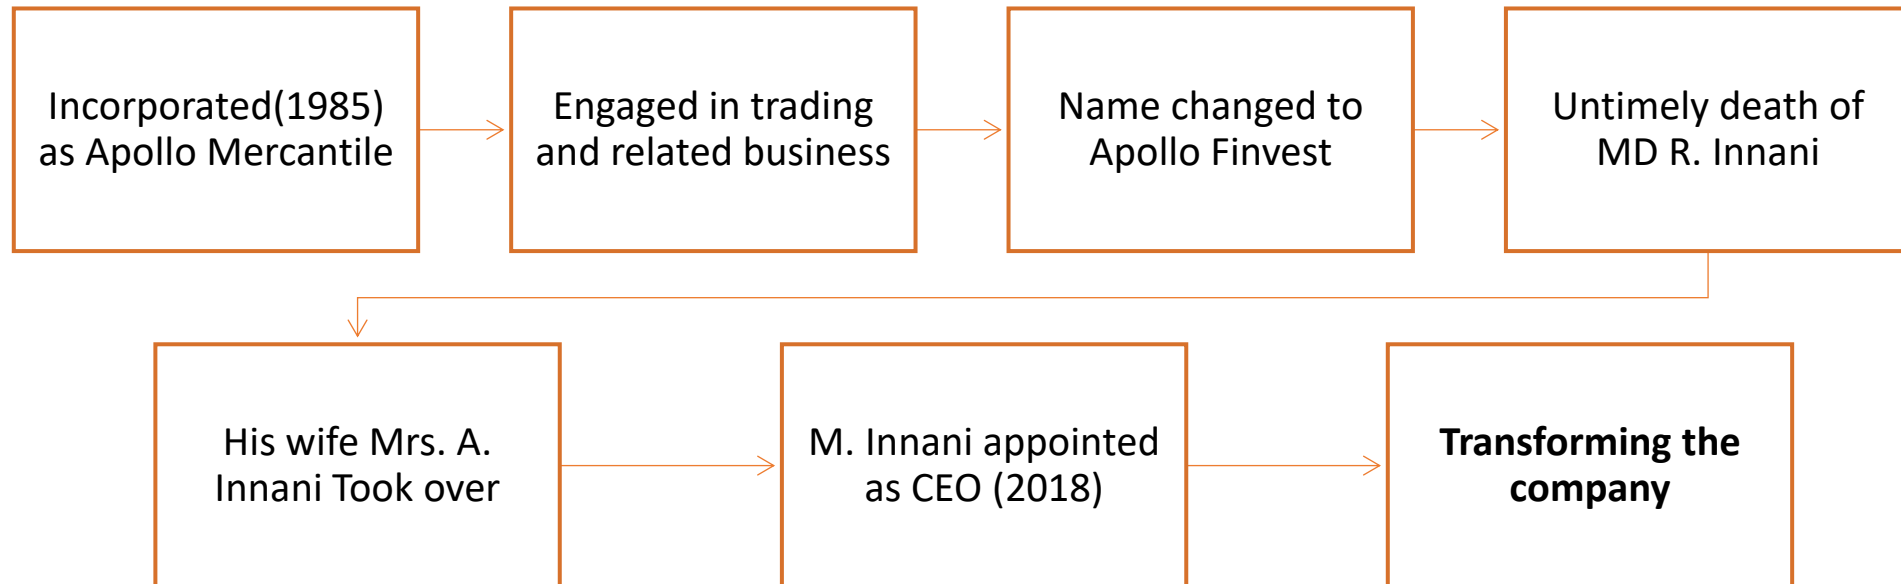 Incorporated(1985)
as Apollo Mercantile
Engaged in trading
and related business
Name changed to
Apollo Finvest
Untimely death of
MD R. Innani
His wife Mrs. A.
Innani Took over
M. Innani appointed
as CEO (2018)
Transforming the
company